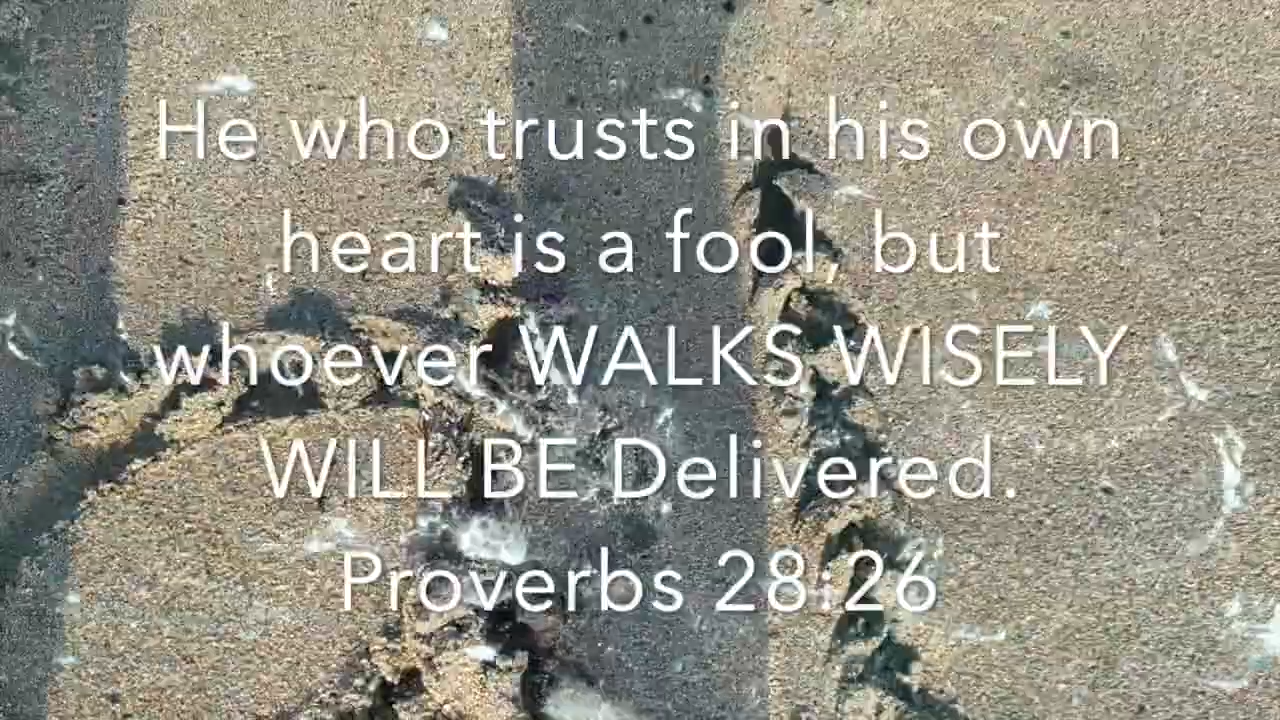 He who trusts in his own
heart is a fool, but
whoever WALKS WISELY
WILL BE Delivered.
Proverbs 28:26